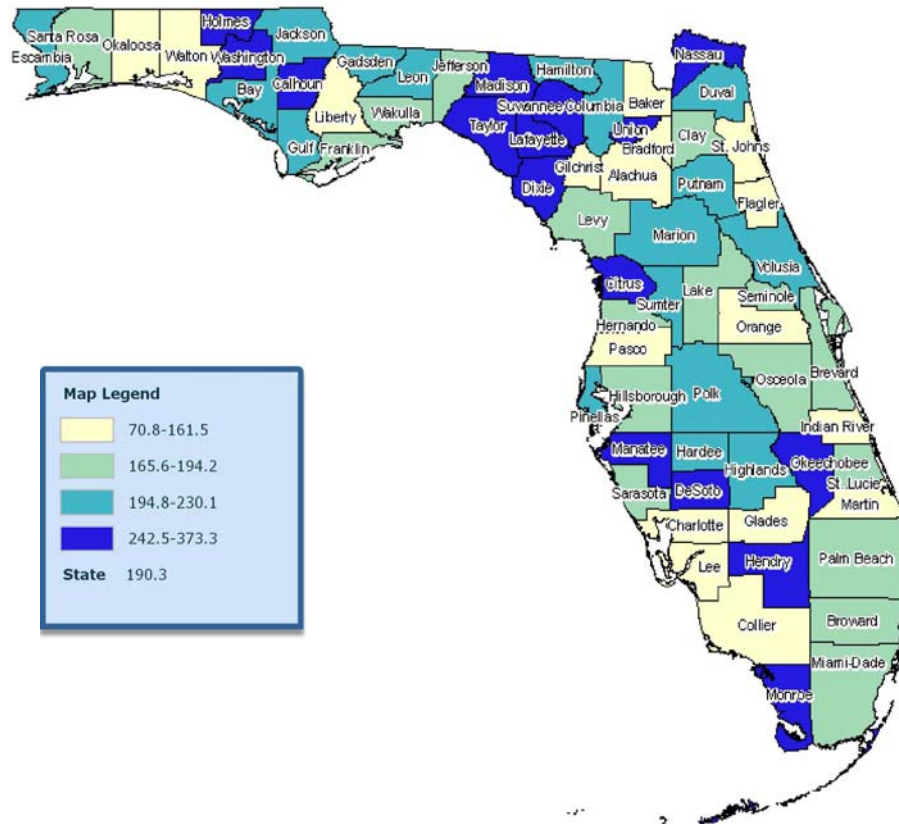 Holmes
Jackson
Santa Rosa
Okaloosa
Escambia
Walton
Washington
Gadsden
Jefferson
Madison
Hamilton
Nassau
Bay
Calhoun
Leon
Suwannee
Columbia
Baker
Duval
Liberty
Wakulla
Taylor
Lafayette
Union
Bradford
Clay
St. Johns
Gulf
Franklin
Gilchrist
Alachua
Dixie
Putnam
Flagler
Levy
Marion
Volusia
Citrus
Sumter
Lake
Seminole
Hernando
Orange
Pasco
Map Legend
70.8-161.5
165.6-194.2
194.8-230.1
242.5-373.3
State 190.3
Hillsborough
Polk
Osceola
Brevard
Pinellas
Indian River
Manatee
Hardee
Highlands
Okeechobee
Sarasota
DeSoto
St. Lucie
Martin
Charlotte
Glades
Lee
Hendry
Palm Beach
Collier
Broward
Miami-Dade
Monroe